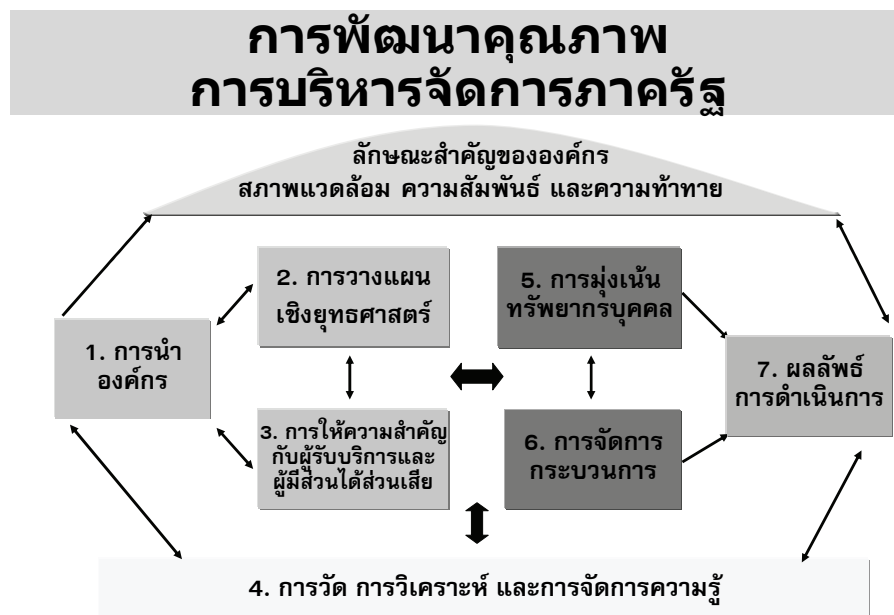 การพัฒนาคุณภาพ
การบริหารจัดการภาครัฐ
ลักษณะสำคัญขององค์กร
สภาพแวดล้อม ความสัมพันธ์ และความท้าทาย
2. การวางแผน
เชิงยุทธศาสตร์
5. การมุ่งเน้น
ทรัพยากรบุคคล
1. การนำ
องค์กร
7. ผลลัพธ์
การดำเนินการ
3. การให้ความสำคัญ
กับผู้รับบริการและ
ผู้มีส่วนได้ส่วนเสีย
6. การจัดการ
กระบวนการ
4. การวัด การวิเคราะห์ และการจัดการความรู้